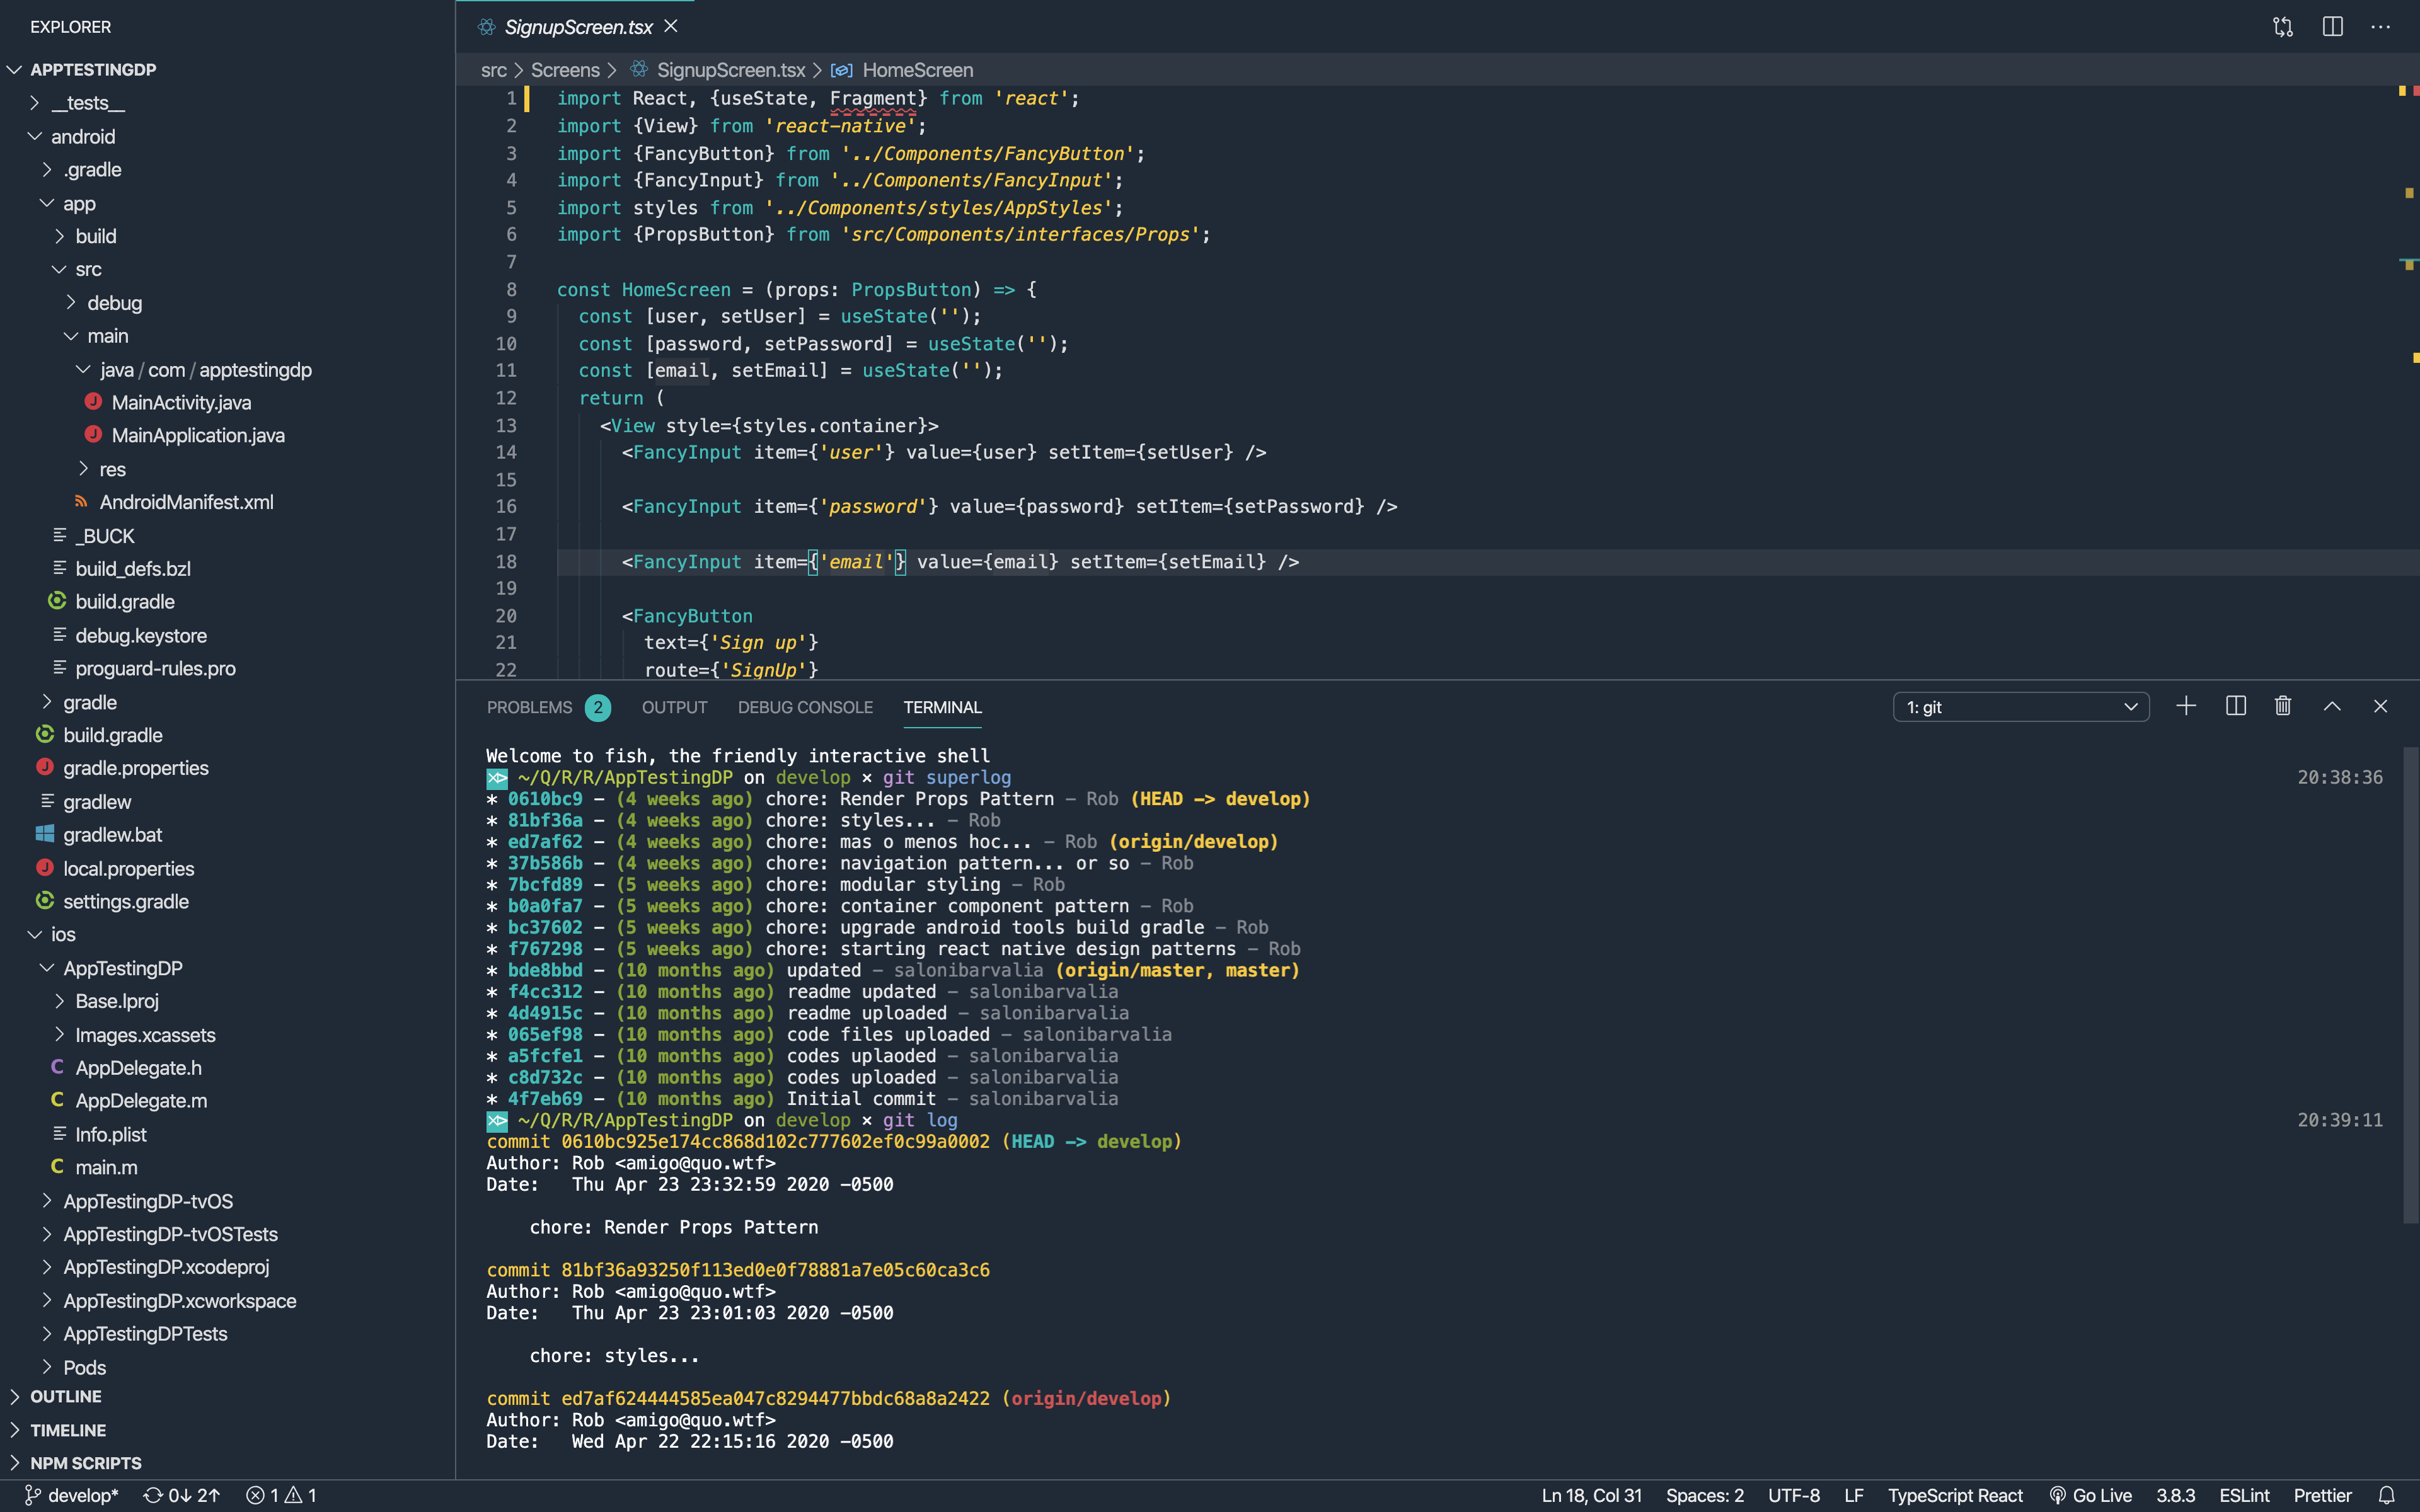 EXPLORER
APPTESTINGDP
__tests__
android
.gradle
app
build
src
debug
main
java / com / apptestingdp
MainActivity.java
MainApplication.java
res
AndroidManifest.xml
_BUCK
build_defs.bzl
build.gradle
debug.keystore
proguard-rules.pro
gradle
build.gradle
gradle.properties
gradlew
gradlew.bat
local.properties
settings.gradle
ios
AppTestingDP
Base.lproj
Images.xcassets
AppDelegate.h
AppDelegate.m
Info.plist
main.m
AppTestingDP-tvOS
AppTestingDP-tvOSTests
AppTestingDP.xcodeproj
AppTestingDP.xcworkspace
AppTestingDPTests
Pods
OUTLINE
TIMELINE
NPM SCRIPTS
SignupScreen.tsx
src > Screens > SignupScreen.tsx > HomeScreen
1 import React, {useState, Fragment} from 'react';
2 import {View} from 'react-native';
3 import {FancyButton} from '../Components/FancyButton';
4 import {FancyInput} from '../Components/FancyInput';
5 import styles from '../Components/styles/AppStyles';
6 import {PropsButton} from 'src/Components/interfaces/Props';
7
8 const HomeScreen = (props: PropsButton) => {
9 const [user, setUser] = useState('');
10 const [password, setPassword] = useState('');
11 const [email, setEmail] = useState('');
12 return (
13 <View style={styles.container}>
14 <FancyInput item={'user'} value={user} setItem={setUser} />
15
16 <FancyInput item={'password'} value={password} setItem={setPassword} />
17
18 <FancyInput item={'email'} value={email} setItem={setEmail} />
19
20 <FancyButton
21 text={'Sign up'}
22 route={'SignUp'}
PROBLEMS 2 OUTPUT DEBUG CONSOLE TERMINAL 1: git
Welcome to fish, the friendly interactive shell
~/Q/R/R/AppTestingDP on develop × git superlog 20:38:36
* 0610bc9 - (4 weeks ago) chore: Render Props Pattern - Rob (HEAD -> develop)
* 81bf36a - (4 weeks ago) chore: styles... - Rob
* ed7af62 - (4 weeks ago) chore: mas o menos hoc... - Rob (origin/develop)
* 37b586b - (4 weeks ago) chore: navigation pattern... or so - Rob
* 7bcfd89 - (5 weeks ago) chore: modular styling - Rob
* b0a0fa7 - (5 weeks ago) chore: container component pattern - Rob
* bc37602 - (5 weeks ago) chore: upgrade android tools build gradle - Rob
* f767298 - (5 weeks ago) chore: starting react native design patterns - Rob
* bde8bbd - (10 months ago) updated - salonibarvalia (origin/master, master)
* f4cc312 - (10 months ago) readme updated - salonibarvalia
* 4d4915c - (10 months ago) readme uploaded - salonibarvalia
* 065ef98 - (10 months ago) code files uploaded - salonibarvalia
* a5fcfe1 - (10 months ago) codes uplaoded - salonibarvalia
* c8d732c - (10 months ago) codes uploaded - salonibarvalia
* 4f7eb69 - (10 months ago) Initial commit - salonibarvalia
~/Q/R/R/AppTestingDP on develop × git log 20:39:11
commit 0610bc925e174cc868d102c777602ef0c99a0002 (HEAD -> develop)
Author: Rob <amigo@quo.wtf>
Date: Thu Apr 23 23:32:59 2020 -0500
chore: Render Props Pattern
commit 81bf36a93250f113ed0e0f78881a7e05c60ca3c6
Author: Rob <amigo@quo.wtf>
Date: Thu Apr 23 23:01:03 2020 -0500
chore: styles...
commit ed7af624444585ea047c8294477bbdc68a8a2422 (origin/develop)
Author: Rob <amigo@quo.wtf>
Date: Wed Apr 22 22:15:16 2020 -0500
develop* 0↓ 2↑ 1 1 Ln 18, Col 31 Spaces: 2 UTF-8 LF TypeScript React Go Live 3.8.3 ESLint Prettier